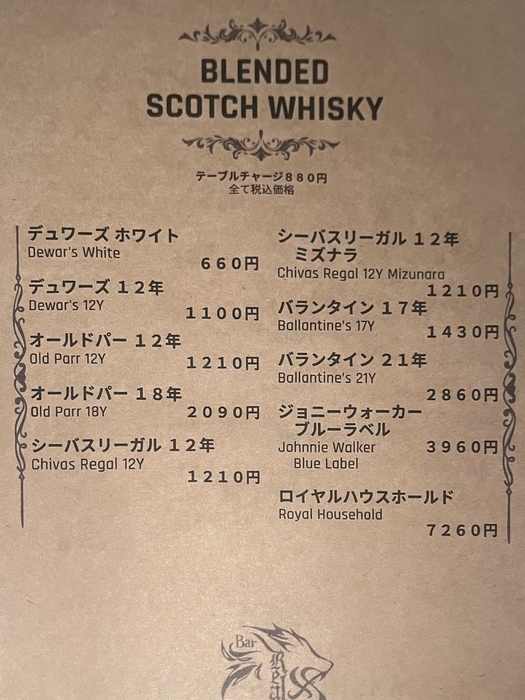 BLENDED
SCOTCH WHISKY
テーブルチャージ８８０円
全て税込価格
デュワーズ ホワイト
Dewar's White
６６０円
デュワーズ １２年
Dewar's 12Y
１１００円
オールドパー １２年
Old Parr 12Y
１２１０円
オールドパー １８年
Old Parr 18Y
２０９０円
シーバスリーガル １２年
Chivas Regal 12Y
１２１０円
シーバスリーガル １２年
ミズナラ
Chivas Regal 12Y Mizunara
１２１０円
バランタイン １７年
Ballantine's 17Y
１４３０円
バランタイン ２１年
Ballantine's 21Y
２８６０円
ジョニーウォーカー
ブルーラベル
Johnnie Walker ３９６０円
Blue Label
ロイヤルハウスホールド
Royal Household
７２６０円
Bar